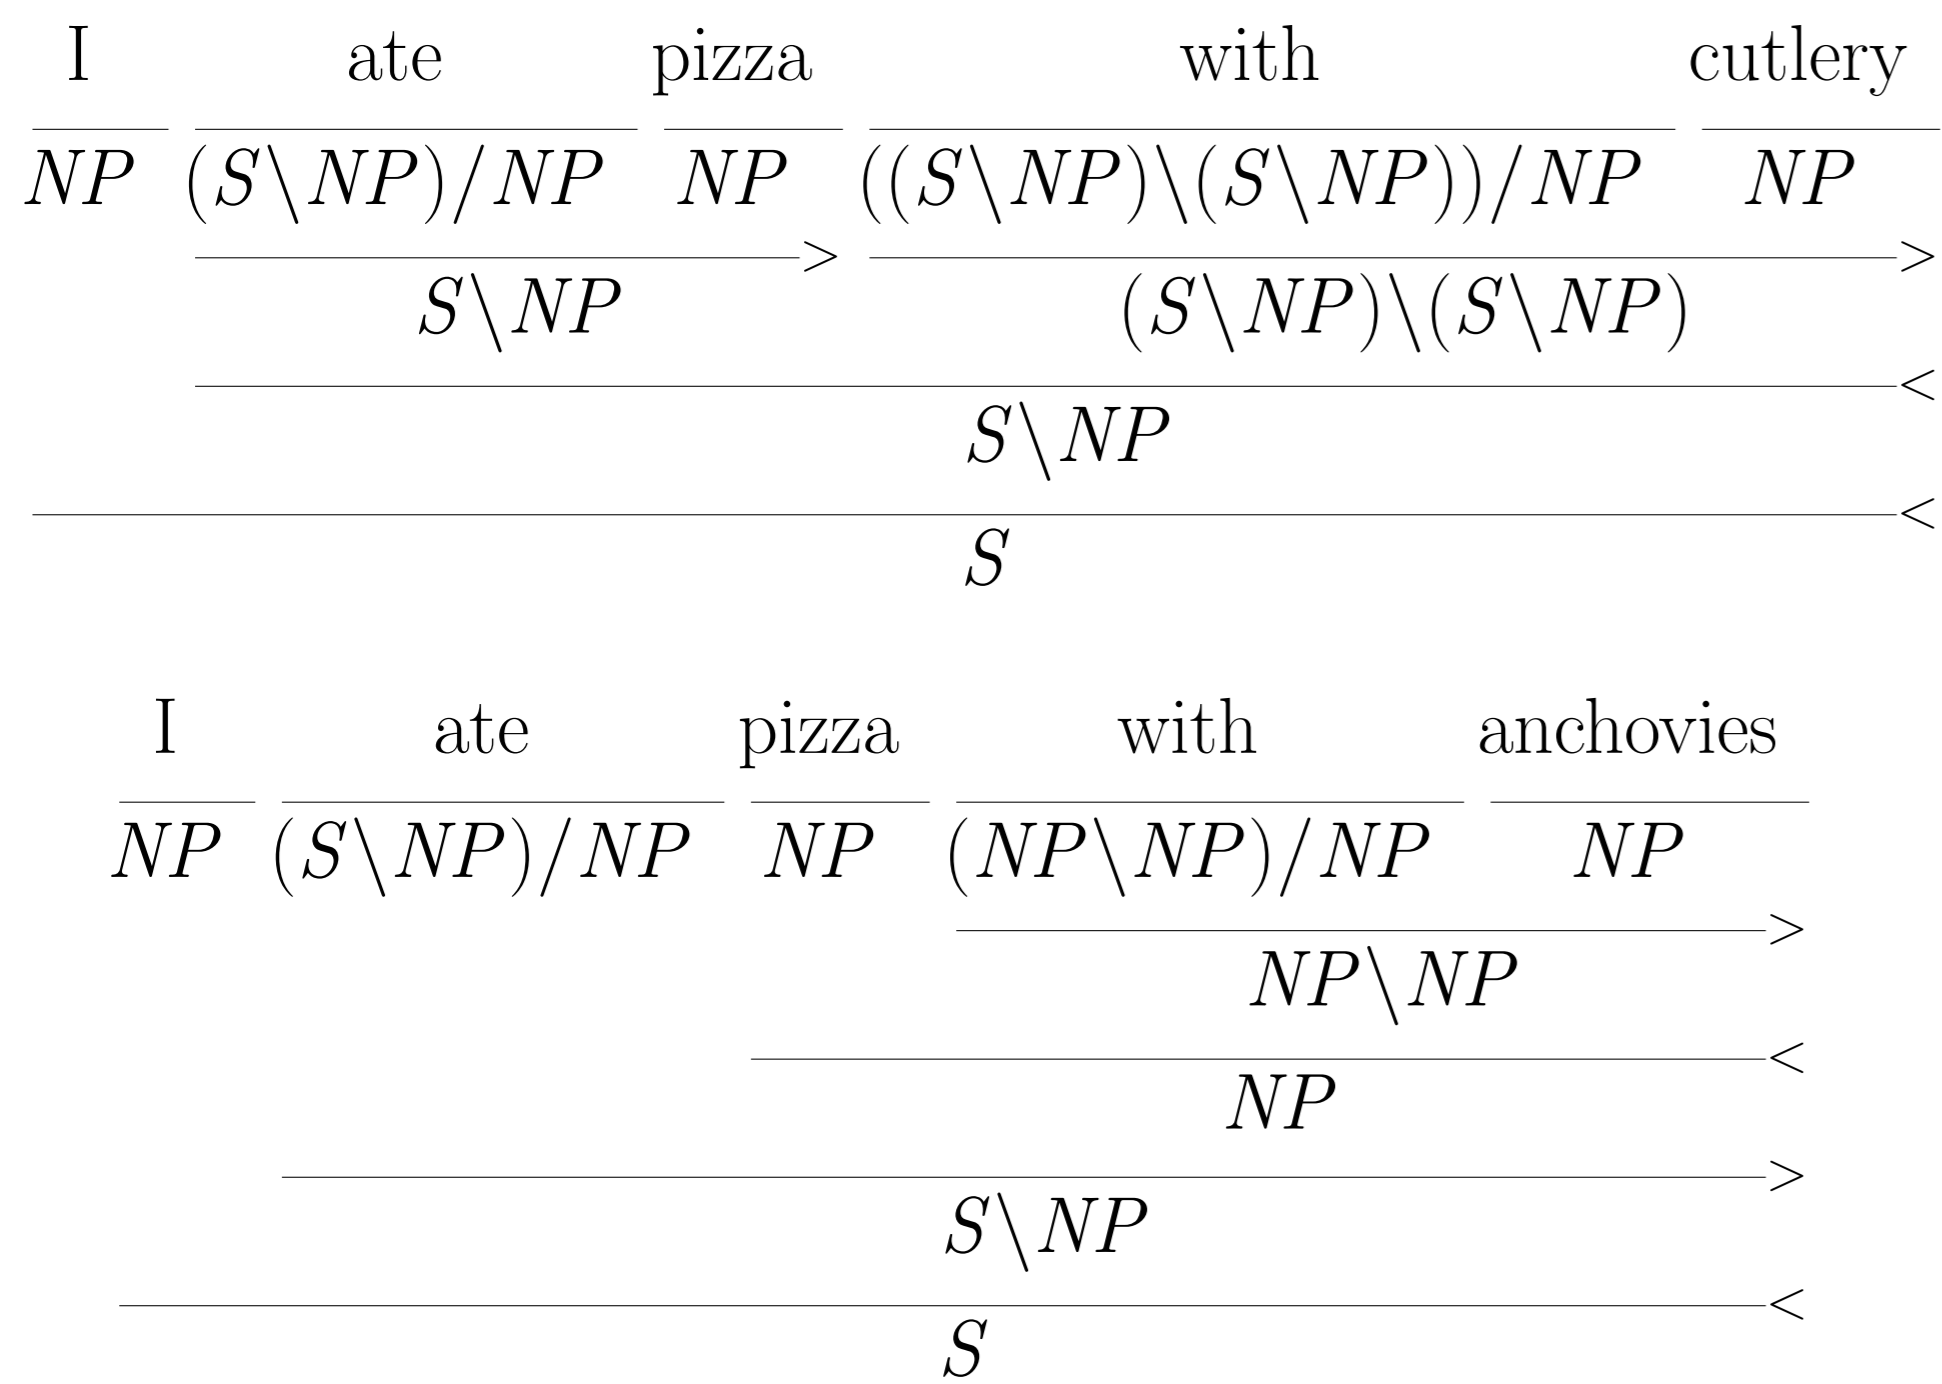 I ate pizza with cutlery
NP (S\NP)/NP NP ((S\NP)\(S\NP))/NP NP
> >
S\NP (S\NP)\(S\NP)
<
S\NP
<
S
I ate pizza with anchovies
NP (S\NP)/NP NP (NP\NP)/NP NP
>
NP\NP
<
NP
>
S\NP
<
S